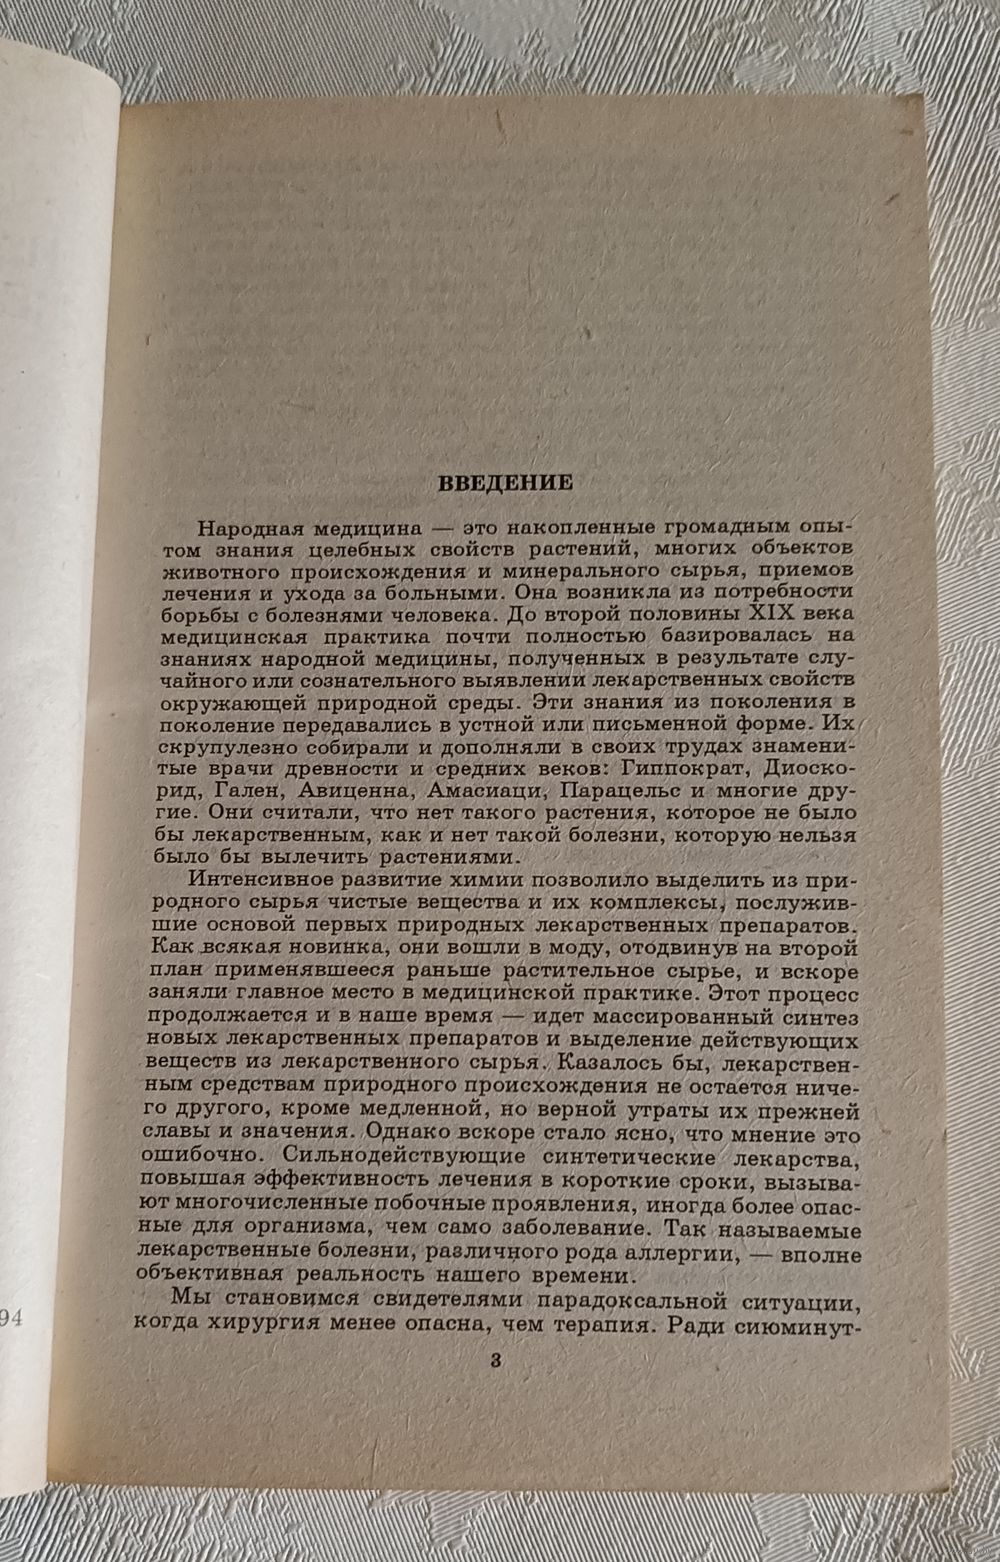 ВВЕДЕНИЕ
Народная медицина — это накопленные громадным опы-
том знания целебных свойств растений, многих объектов
животного происхождения и минерального сырья, приемов
лечения и ухода за больными. Она возникла из потребности
борьбы с болезнями человека. До второй половины XIX века
медицинская практика почти полностью базировалась на
знаниях народной медицины, полученных в результате слу-
чайного или сознательного выявлении лекарственных свойств
окружающей природной среды. Эти знания из поколения в
поколение передавались в устной или письменной форме. Их
скрупулезно собирали и дополняли в своих трудах знамени-
тые врачи древности и средних веков: Гиппократ, Диоско-
рид, Гален, Авиценна, Амасиаци, Парацельс и многие дру-
гие. Они считали, что нет такого растения, которое не было
бы лекарственным, как и нет такой болезни, которую нельзя
было бы вылечить растениями.
Интенсивное развитие химии позволило выделить из при-
родного сырья чистые вещества и их комплексы, послужив-
шие основой первых природных лекарственных препаратов.
Как всякая новинка, они вошли в моду, отодвинув на второй
план применявшееся раньше растительное сырье, и вскоре
заняли главное место в медицинской практике. Этот процесс
продолжается и в наше время — идет массированный синтез
новых лекарственных препаратов и выделение действующих
веществ из лекарственного сырья. Казалось бы, лекарствен-
ным средствам природного происхождения не остается ниче-
го другого, кроме медленной, но верной утраты их прежней
славы и значения. Однако вскоре стало ясно, что мнение это
ошибочно. Сильнодействующие синтетические лекарства,
повышая эффективность лечения в короткие сроки, вызыва-
ют многочисленные побочные проявления, иногда более опас-
ные для организма, чем само заболевание. Так называемые
лекарственные болезни, различного рода аллергии, — вполне
объективная реальность нашего времени.
Мы становимся свидетелями парадоксальной ситуации,
когда хирургия менее опасна, чем терапия. Ради сиюминут-
3
94